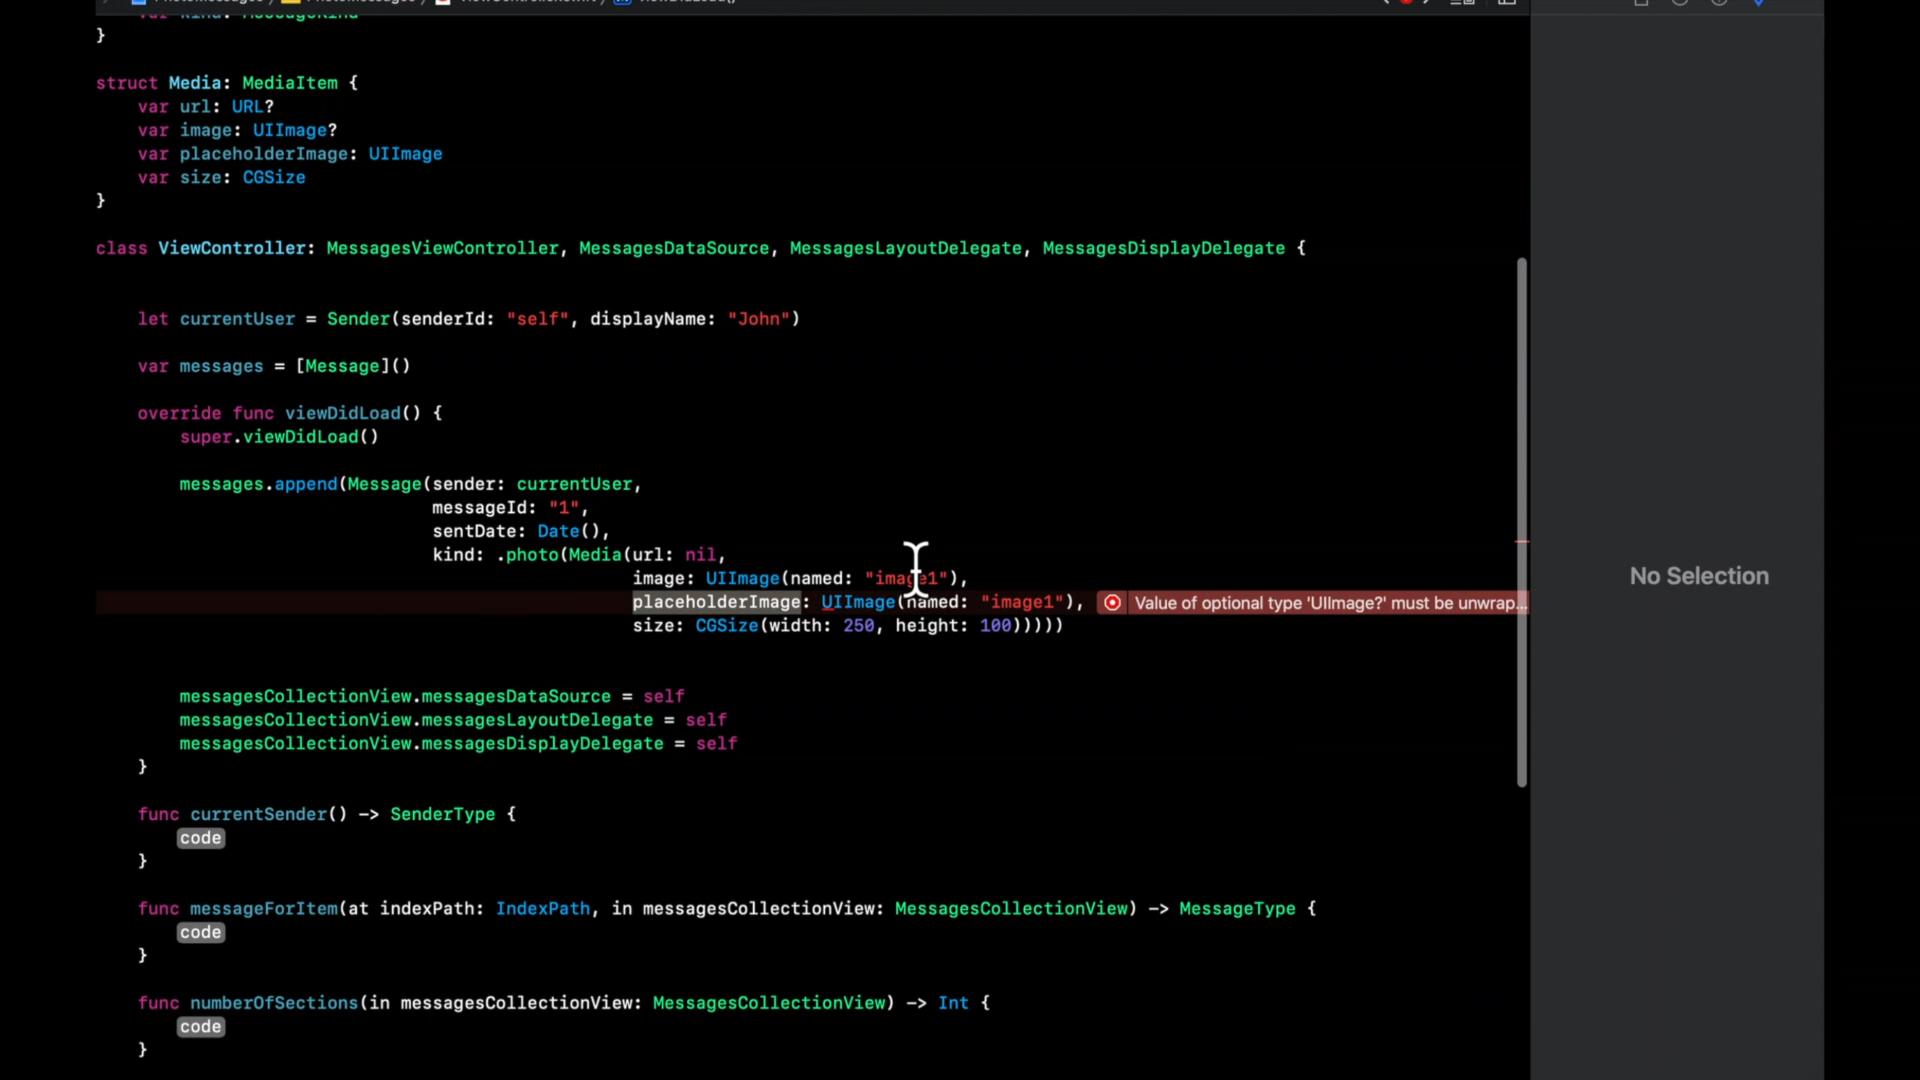 }
struct Media: MediaItem {
var url: URL?
var image: UIImage?
var placeholderImage: UIImage
var size: CGSize
}
class ViewController: MessagesViewController, MessagesDataSource, MessagesLayoutDelegate, MessagesDisplayDelegate {
let currentUser = Sender(senderId: "self", displayName: "John")
var messages = [Message]()
override func viewDidLoad() {
super.viewDidLoad()
messages.append(Message(sender: currentUser,
messageId: "1",
sentDate: Date(),
kind: .photo(Media(url: nil,
image: UIImage(named: "image1"),
placeholderImage: UIImage(named: "image1"), Value of optional type 'UIImage?' must be unwrap...
size: CGSize(width: 250, height: 100)))))
No Selection
messagesCollectionView.messagesDataSource = self
messagesCollectionView.messagesLayoutDelegate = self
messagesCollectionView.messagesDisplayDelegate = self
}
func currentSender() -> SenderType {
code
}
func messageForItem(at indexPath: IndexPath, in messagesCollectionView: MessagesCollectionView) -> MessageType {
code
}
func numberOfSections(in messagesCollectionView: MessagesCollectionView) -> Int {
code
}